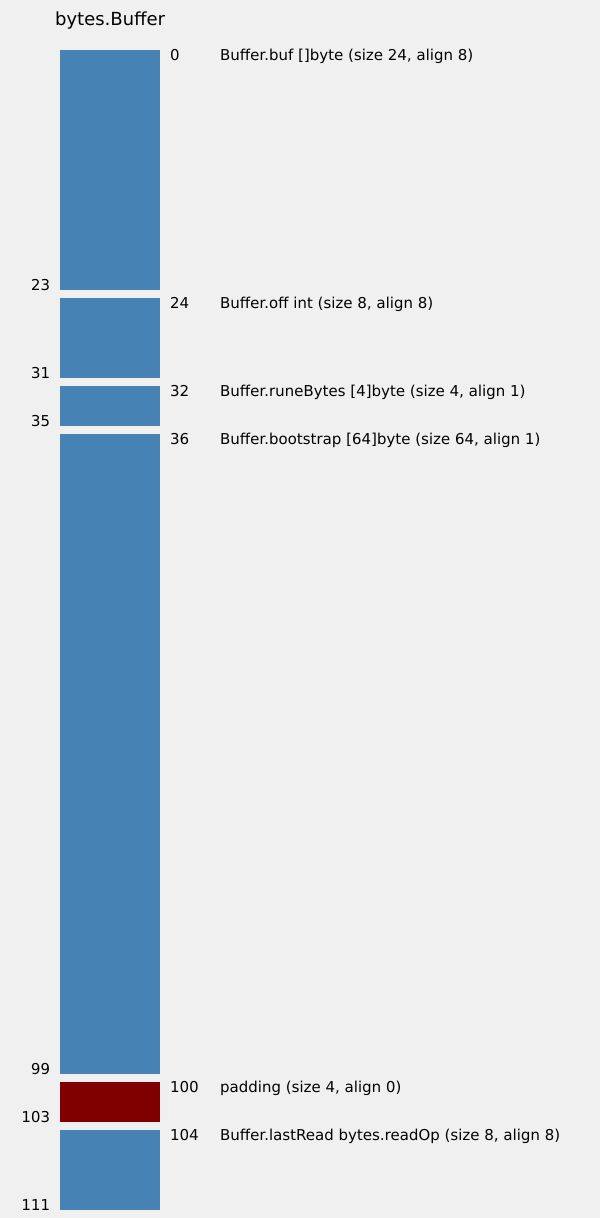 bytes.Buffer
0 Buffer.buf []byte (size 24, align 8)
23
24 Buffer.off int (size 8, align 8)
31
32 Buffer.runeBytes [4]byte (size 4, align 1)
35
36 Buffer.bootstrap [64]byte (size 64, align 1)
99
100 padding (size 4, align 0)
103
104 Buffer.lastRead bytes.readOp (size 8, align 8)
111